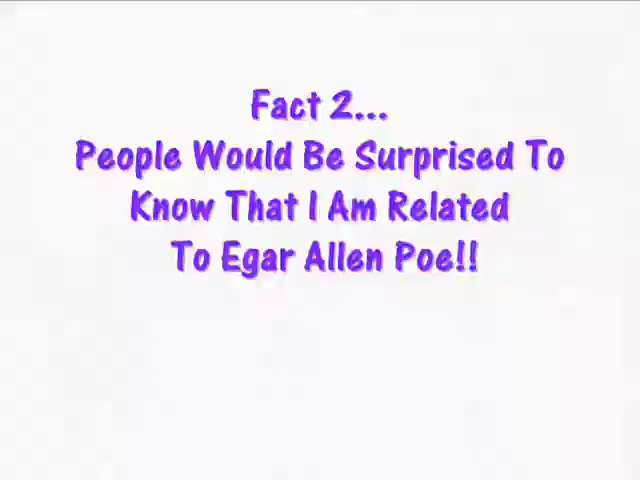 Fact 2...
People Would Be Surprised To
Know That I Am Related
To Egar Allen Poe!!